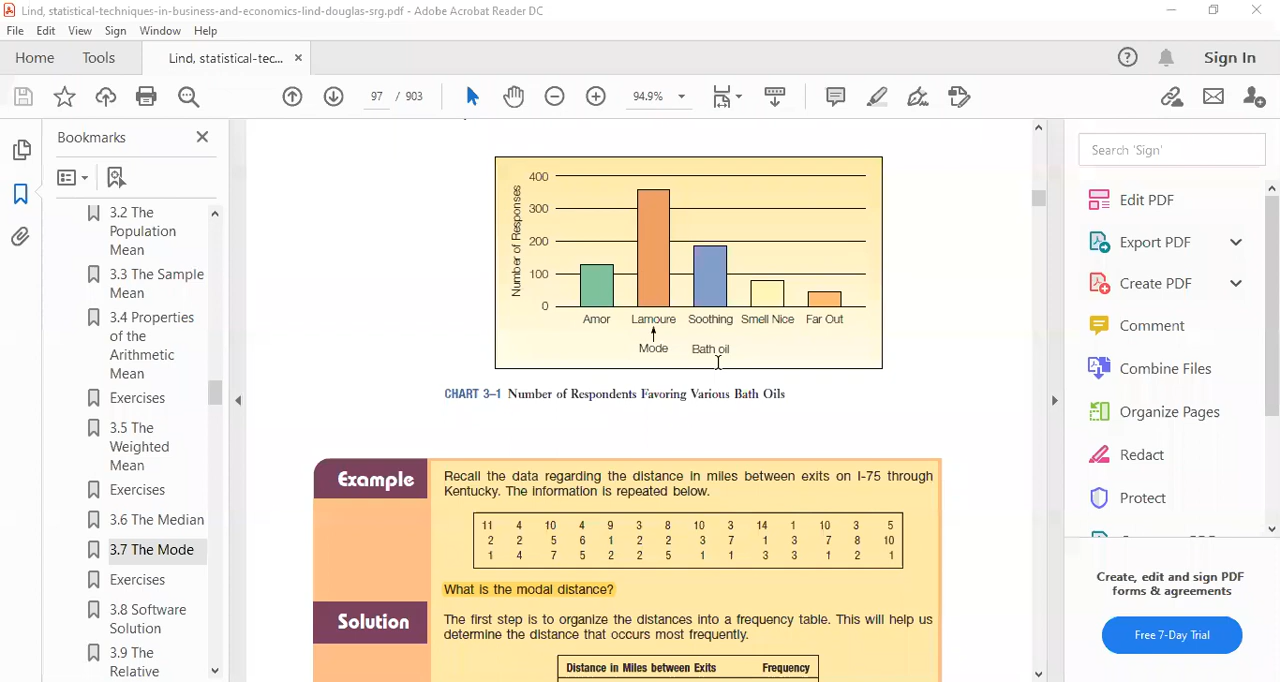 Lind, statistical-techniques-in-business-and-economics-lind-douglas-srg.pdf - Adobe Acrobat Reader DC
File Edit View Sign Window Help
Home Tools Lind, statistical-tec... × Sign In
97 / 903 94.9%
Bookmarks
3.2 The
Population
Mean
3.3 The Sample
Mean
3.4 Properties
of the
Arithmetic
Mean
Exercises
3.5 The
Weighted
Mean
Exercises
3.6 The Median
3.7 The Mode
Exercises
3.8 Software
Solution
3.9 The
Relative
Number of Responses
400
300
200
100
0
Amor Lamoure Soothing Smell Nice Far Out
Mode Bath oil
CHART 3–1 Number of Respondents Favoring Various Bath Oils
Example
Recall the data regarding the distance in miles between exits on I-75 through
Kentucky. The information is repeated below.
11 4 10 4 9 3 8 10 3 14 1 10 3 5
2 2 5 6 1 2 2 3 7 1 3 7 8 10
1 4 7 5 2 2 5 1 1 3 3 1 2 1
What is the modal distance?
Solution
The first step is to organize the distances into a frequency table. This will help us
determine the distance that occurs most frequently.
Distance in Miles between Exits Frequency
Search 'Sign'
Edit PDF
Export PDF
Create PDF
Comment
Combine Files
Organize Pages
Redact
Protect
Create, edit and sign PDF
forms & agreements
Free 7-Day Trial